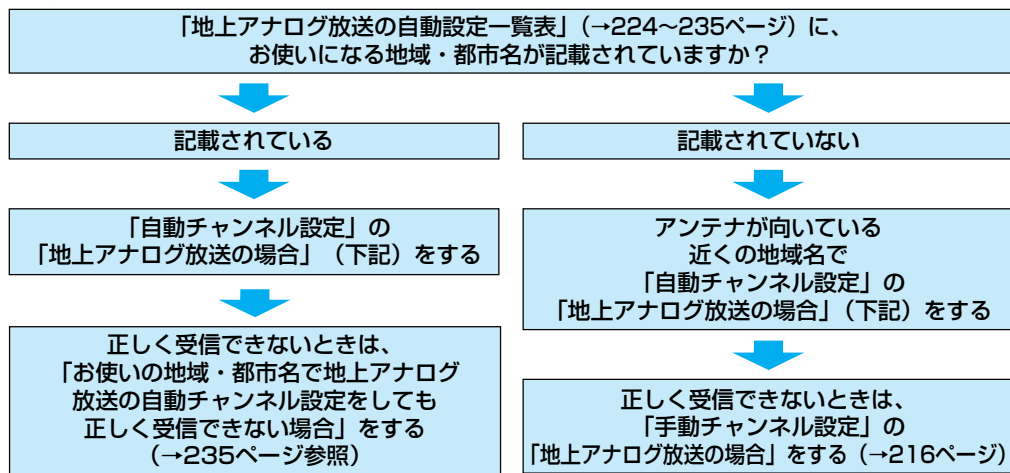 「地上アナログ放送の自動設定一覧表」（→224～235ページ）に、
お使いになる地域・都市名が記載されていますか？
記載されている
「自動チャンネル設定」の
「地上アナログ放送の場合」（下記）をする
正しく受信できないときは、
「お使いの地域・都市名で地上アナログ
放送の自動チャンネル設定をしても
正しく受信できない場合」をする
（→235ページ参照）
記載されていない
アンテナが向いている
近くの地域名で
「自動チャンネル設定」の
「地上アナログ放送の場合」（下記）をする
正しく受信できないときは、
「手動チャンネル設定」の
「地上アナログ放送の場合」をする（→216ページ）